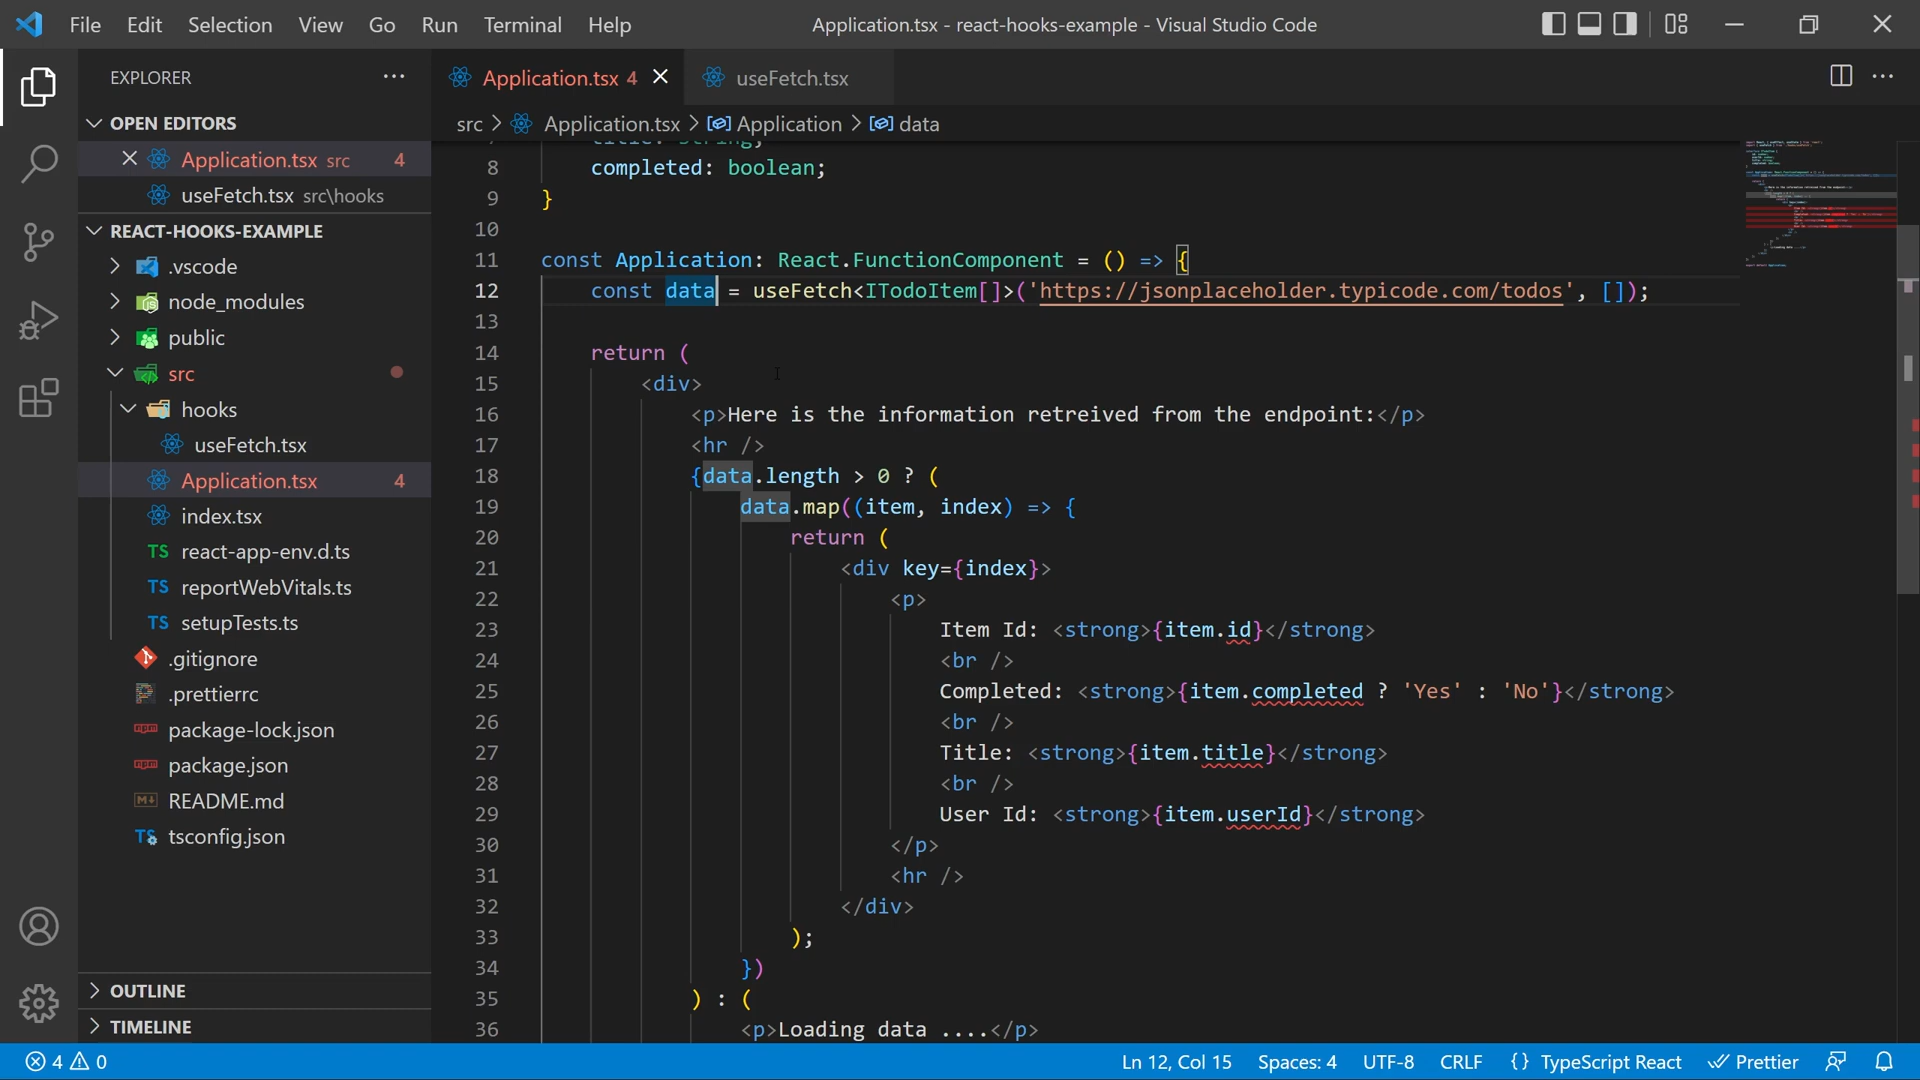 File Edit Selection View Go Run Terminal Help
Application.tsx - react-hooks-example - Visual Studio Code
EXPLORER
OPEN EDITORS
Application.tsx src 4
useFetch.tsx src\hooks
REACT-HOOKS-EXAMPLE
.vscode
node_modules
public
src
hooks
useFetch.tsx
Application.tsx 4
index.tsx
TS react-app-env.d.ts
TS reportWebVitals.ts
TS setupTests.ts
.gitignore
.prettierrc
package-lock.json
package.json
README.md
TS tsconfig.json
OUTLINE
TIMELINE
Application.tsx 4
useFetch.tsx
src > Application.tsx > Application > data
title: String;
8 completed: boolean;
9 }
10
11 const Application: React.FunctionComponent = () => {
12 const data = useFetch<ITodoItem[]>('https://jsonplaceholder.typicode.com/todos', []);
13
14 return (
15 <div>
16 <p>Here is the information retreived from the endpoint:</p>
17 <hr />
18 {data.length > 0 ? (
19 data.map((item, index) => {
20 return (
21 <div key={index}>
22 <p>
23 Item Id: <strong>{item.id}</strong>
24 <br />
25 Completed: <strong>{item.completed ? 'Yes' : 'No'}</strong>
26 <br />
27 Title: <strong>{item.title}</strong>
28 <br />
29 User Id: <strong>{item.userId}</strong>
30 </p>
31 <hr />
32 </div>
33 );
34 })
35 ) : (
36 <p>Loading data ....</p>
4 0
Ln 12, Col 15 Spaces: 4 UTF-8 CRLF {} TypeScript React Prettier